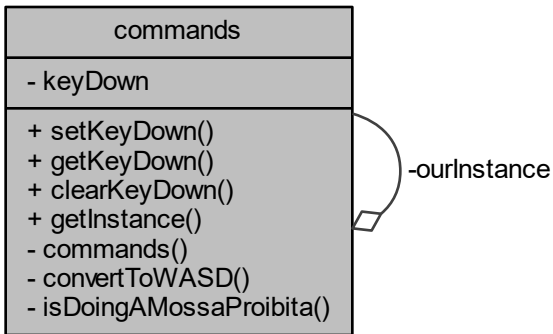 commands
- keyDown
+ setKeyDown()
+ getKeyDown()
+ clearKeyDown()
+ getInstance()
- commands()
- convertToWASD()
- isDoingAMossaProibita()
-ourInstance